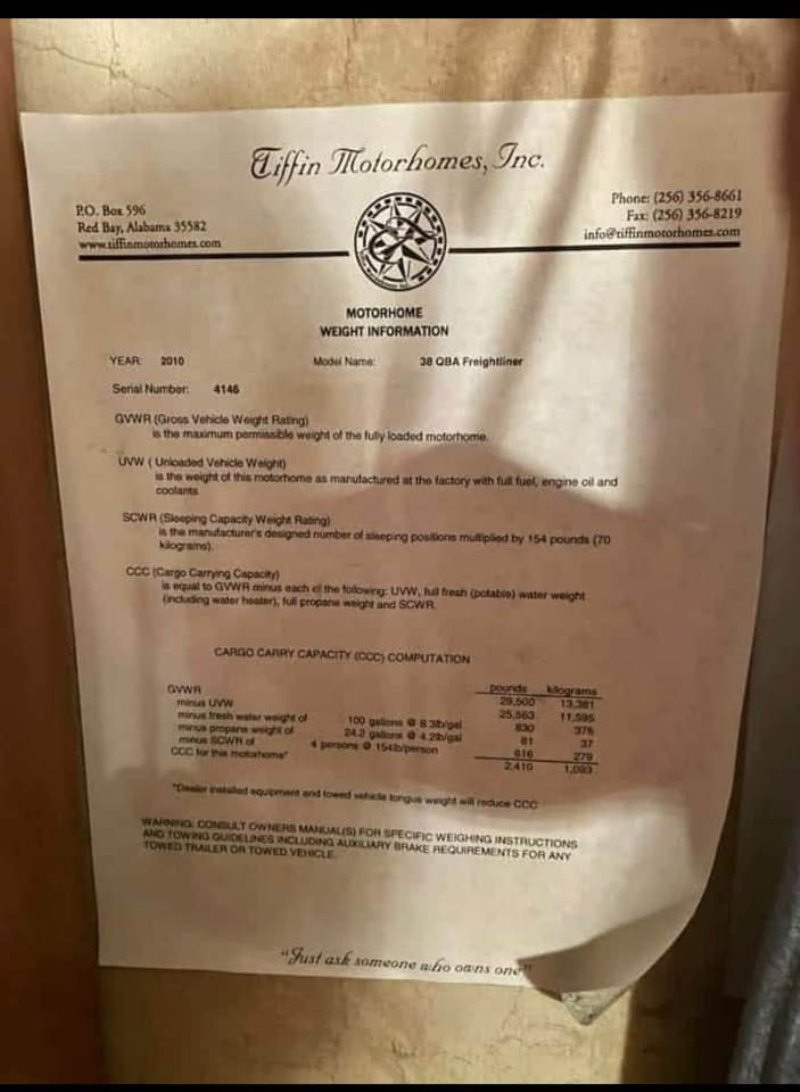 Tiffin Motorhomes, Inc.
P.O. Box 596
Red Bay, Alabama 35582
www.tiffinmotorhomes.com
Phone: (256) 356-8661
Fax: (256) 356-8219
info@tiffinmotorhomes.com
MOTORHOME
WEIGHT INFORMATION
YEAR: 2010 Model Name: 38 QBA Freightliner
Serial Number: 4146
GVWR (Gross Vehicle Weight Rating)
is the maximum permissible weight of the fully loaded motorhome.
UVW ( Unloaded Vehicle Weight)
is the weight of this motorhome as manufactured at the factory with full fuel, engine oil and
coolants
SCWR (Sleeping Capacity Weight Rating)
is the manufacturer's designed number of sleeping positions multiplied by 154 pounds (70
kilograms).
CCC (Cargo Carrying Capacity)
is equal to GVWR minus each of the following: UVW, full fresh (potable) water weight
(including water heater), full propane weight and SCWR
CARGO CARRY CAPACITY (CCC) COMPUTATION
pounds kilograms
GVWR 29,500 13,381
minus UVW 25,563 11,595
minus fresh water weight of 100 gallons @ 8.3lb/gal 830 376
minus propane weight of 24.2 gallons @ 4.2lb/gal 81 37
minus SCWR of 4 persons @ 154lb/person 616 279
CCC for this motorhome* 2,410 1,093
*Dealer installed equipment and towed vehicle tongue weight will reduce CCC
WARNING: CONSULT OWNERS MANUAL(S) FOR SPECIFIC WEIGHING INSTRUCTIONS
AND TOWING GUIDELINES INCLUDING AUXILIARY BRAKE REQUIREMENTS FOR ANY
TOWED TRAILER OR TOWED VEHICLE.
"Just ask someone who owns one"